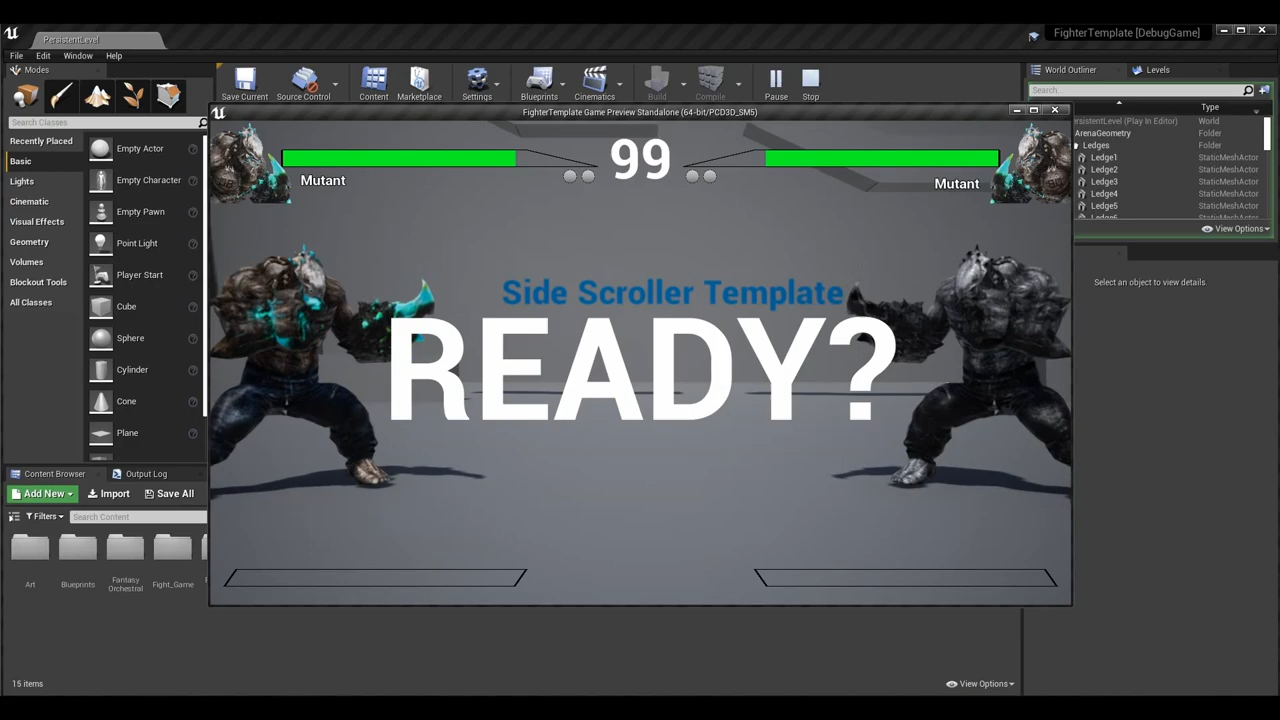 PersistentLevel
FighterTemplate [DebugGame]
File Edit Window Help
Modes
Save Current
Source Control
Content
Marketplace
Settings
Blueprints
Cinematics
Build
Compile
Pause
Stop
World Outliner
Levels
Search Classes
Search...
Type
Recently Placed
Basic
Lights
Cinematic
Visual Effects
Geometry
Volumes
Blockout Tools
All Classes
Empty Actor
Empty Character
Empty Pawn
Point Light
Player Start
Cube
Sphere
Cylinder
Cone
Plane
FighterTemplate Game Preview Standalone (64-bit/PCD3D_SM5)
99
Mutant
Mutant
Side Scroller Template
READY?
ersistentLevel (Play In Editor) World
ArenaGeometry Folder
Ledges Folder
Ledge1 StaticMeshActor
Ledge2 StaticMeshActor
Ledge3 StaticMeshActor
Ledge4 StaticMeshActor
Ledge5 StaticMeshActor
View Options
Select an object to view details.
Content Browser
Output Log
Add New
Import
Save All
Filters
Search Content
Art
Blueprints
Fantasy
Orchestral
Fight_Game
15 items
View Options